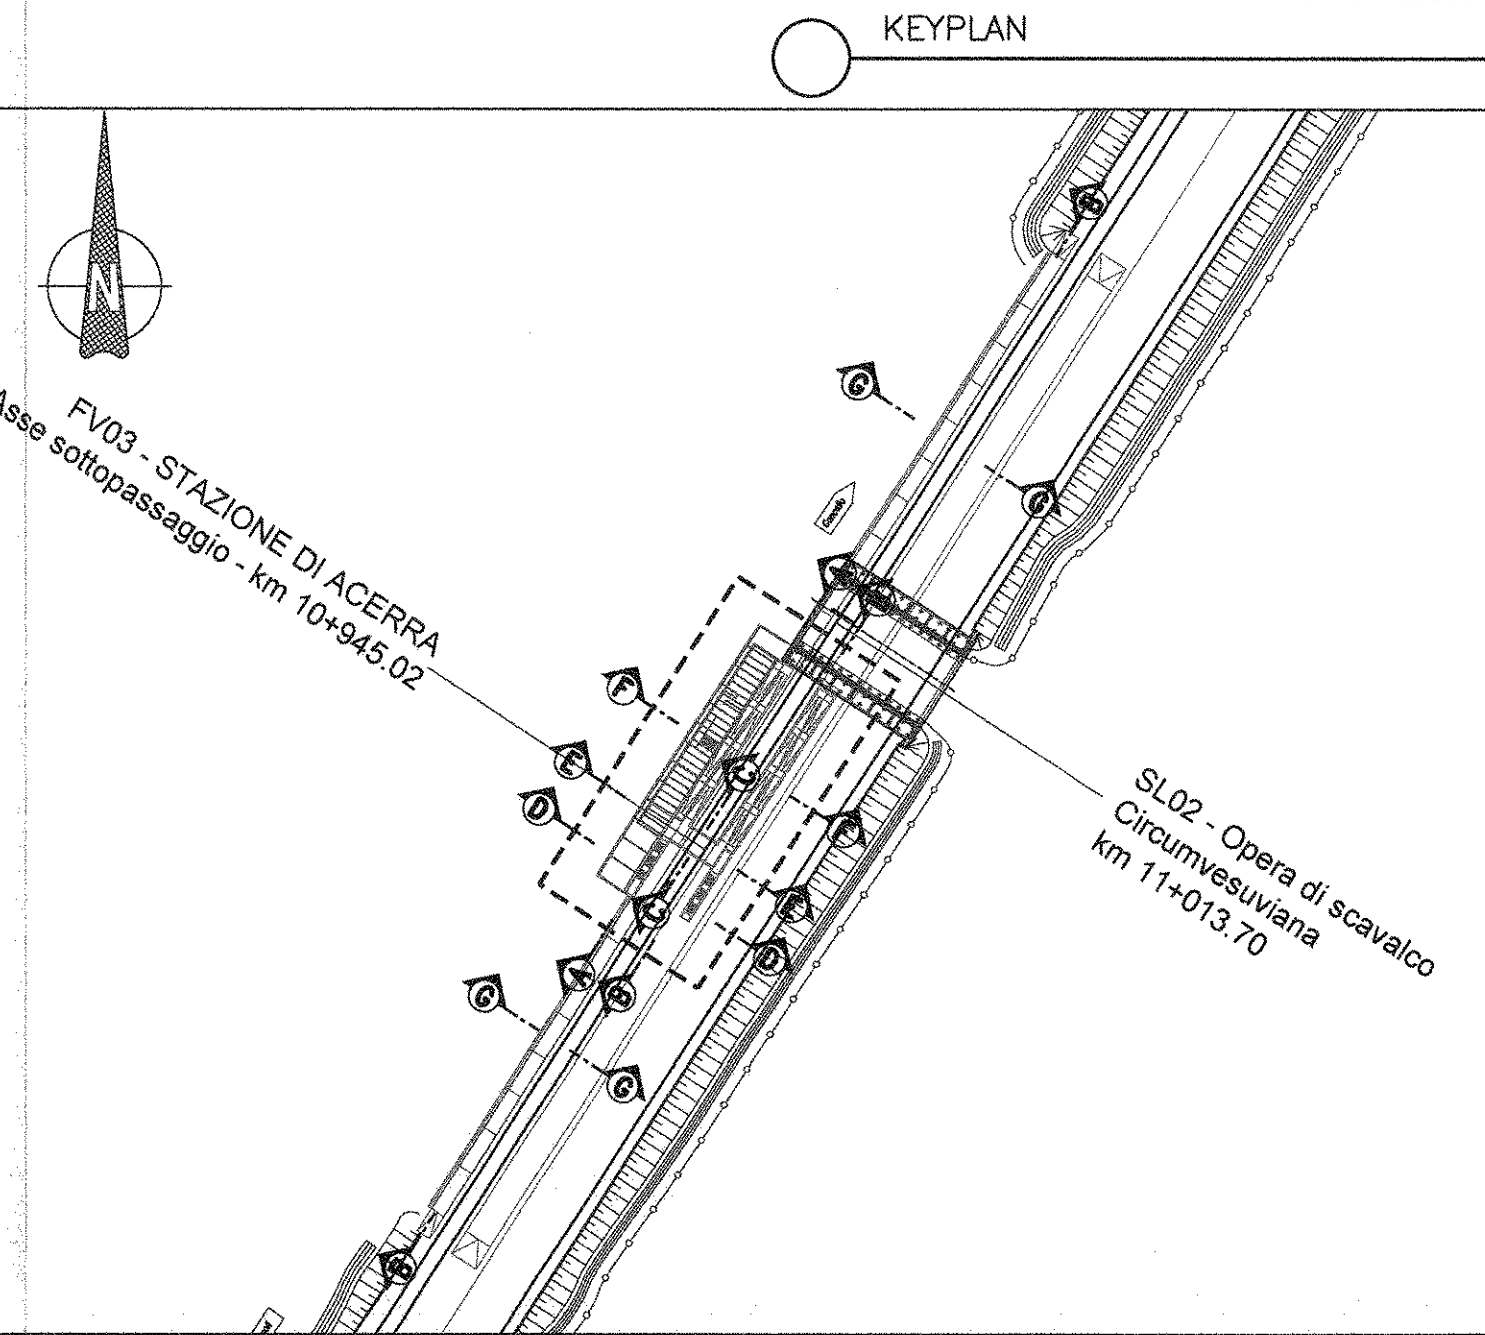 KEYPLAN
N
FV03 - STAZIONE DI ACERRA
Asse sottopassaggio - km 10+945.02
SL02 - Opera di scavalco
Circumvesuviana
km 11+013.70
B
G
G
Cancello
A
B
F
E
D
C
F
E
D
C
A
B
G
G
B